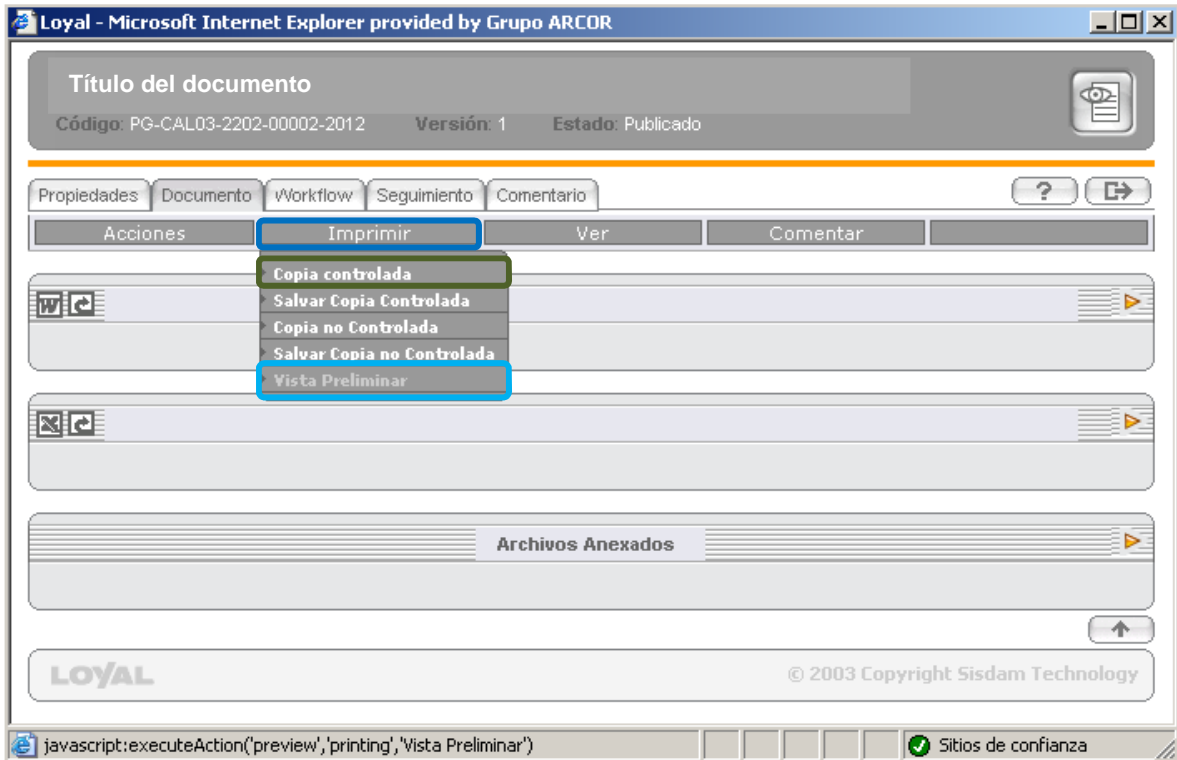 Loyal - Microsoft Internet Explorer provided by Grupo ARCOR
Título del documento
Código: PG-CAL03-2202-00002-2012 Versión: 1 Estado: Publicado
Propiedades Documento Workflow Seguimiento Comentario ?
Acciones Imprimir Ver Comentar
Copia controlada
Salvar Copia Controlada
Copia no Controlada
Salvar Copia no Controlada
Vista Preliminar
Archivos Anexados
LOYAL © 2003 Copyright Sisdam Technology
javascript:executeAction('preview','printing','Vista Preliminar') Sitios de confianza